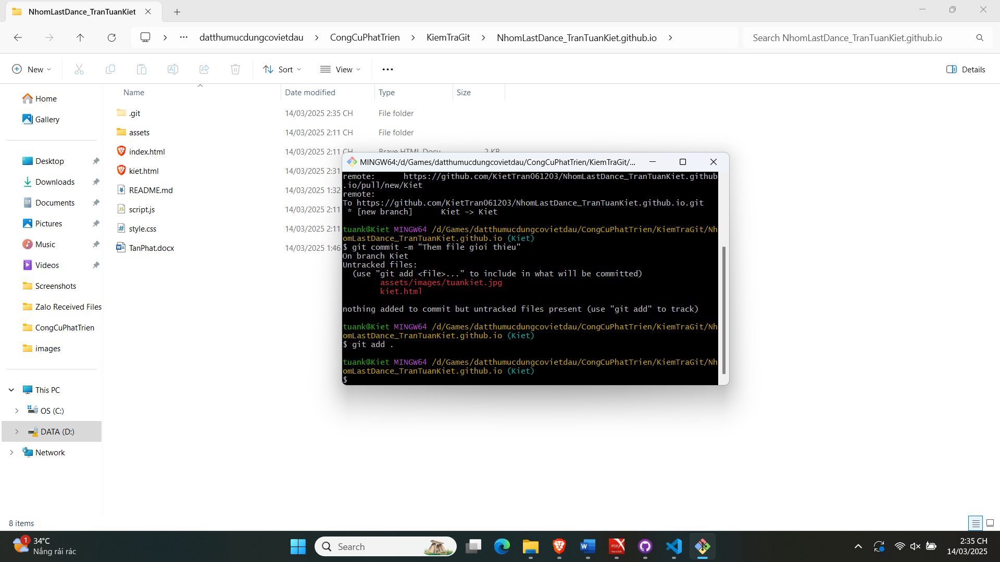 NhomLastDance_TranTuanKiet
datthumucdungcovietdau
CongCuPhatTrien
KiemTraGit
NhomLastDance_TranTuanKiet.github.io
Search NhomLastDance_TranTuanKiet.github.io
New
Sort
View
Details
Name
Date modified
Type
Size
Home
Gallery
Desktop
Downloads
Documents
Pictures
Music
Videos
Screenshots
Zalo Received Files
CongCuPhatTrien
images
This PC
OS (C:)
DATA (D:)
Network
.git 14/03/2025 2:35 CH File folder
assets 14/03/2025 2:11 CH File folder
index.html 14/03/2025 2:11 CH Brave HTML Docu... 2 KB
kiet.html 14/03/2025 2:31
README.md 14/03/2025 1:32
script.js 14/03/2025 2:11
style.css 14/03/2025 2:11
TanPhat.docx 14/03/2025 1:46
MINGW64:/d/Games/datthumucdungcovietdau/CongCuPhatTrien/KiemTraGit/...
remote:      https://github.com/KietTran061203/NhomLastDance_TranTuanKiet.github
.io/pull/new/Kiet
remote:
To https://github.com/KietTran061203/NhomLastDance_TranTuanKiet.github.io.git
 * [new branch]      Kiet -> Kiet
tuank@Kiet MINGW64 /d/Games/datthumucdungcovietdau/CongCuPhatTrien/KiemTraGit/Nh
omLastDance_TranTuanKiet.github.io (Kiet)
$ git commit -m "Them file gioi thieu"
On branch Kiet
Untracked files:
  (use "git add <file>..." to include in what will be committed)
        assets/images/tuankiet.jpg
        kiet.html
nothing added to commit but untracked files present (use "git add" to track)
tuank@Kiet MINGW64 /d/Games/datthumucdungcovietdau/CongCuPhatTrien/KiemTraGit/Nh
omLastDance_TranTuanKiet.github.io (Kiet)
$ git add .
tuank@Kiet MINGW64 /d/Games/datthumucdungcovietdau/CongCuPhatTrien/KiemTraGit/Nh
omLastDance_TranTuanKiet.github.io (Kiet)
$
8 items
1
34°C
Nắng rải rác
Search
2:35 CH
14/03/2025